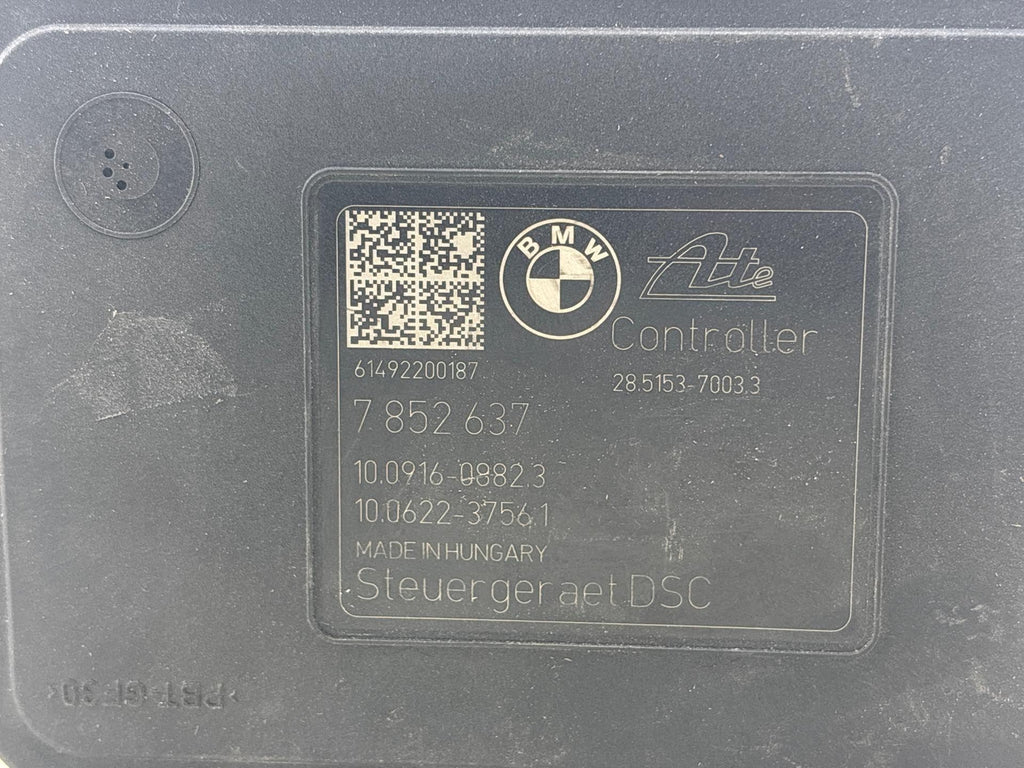 BMW
Ate
Controller
61492200187
28.5153-7003.3
7 852 637
10.0916-0882.3
10.0622-3756.1
MADE IN HUNGARY
Steuergeraet DSC
>PBT-GF30<